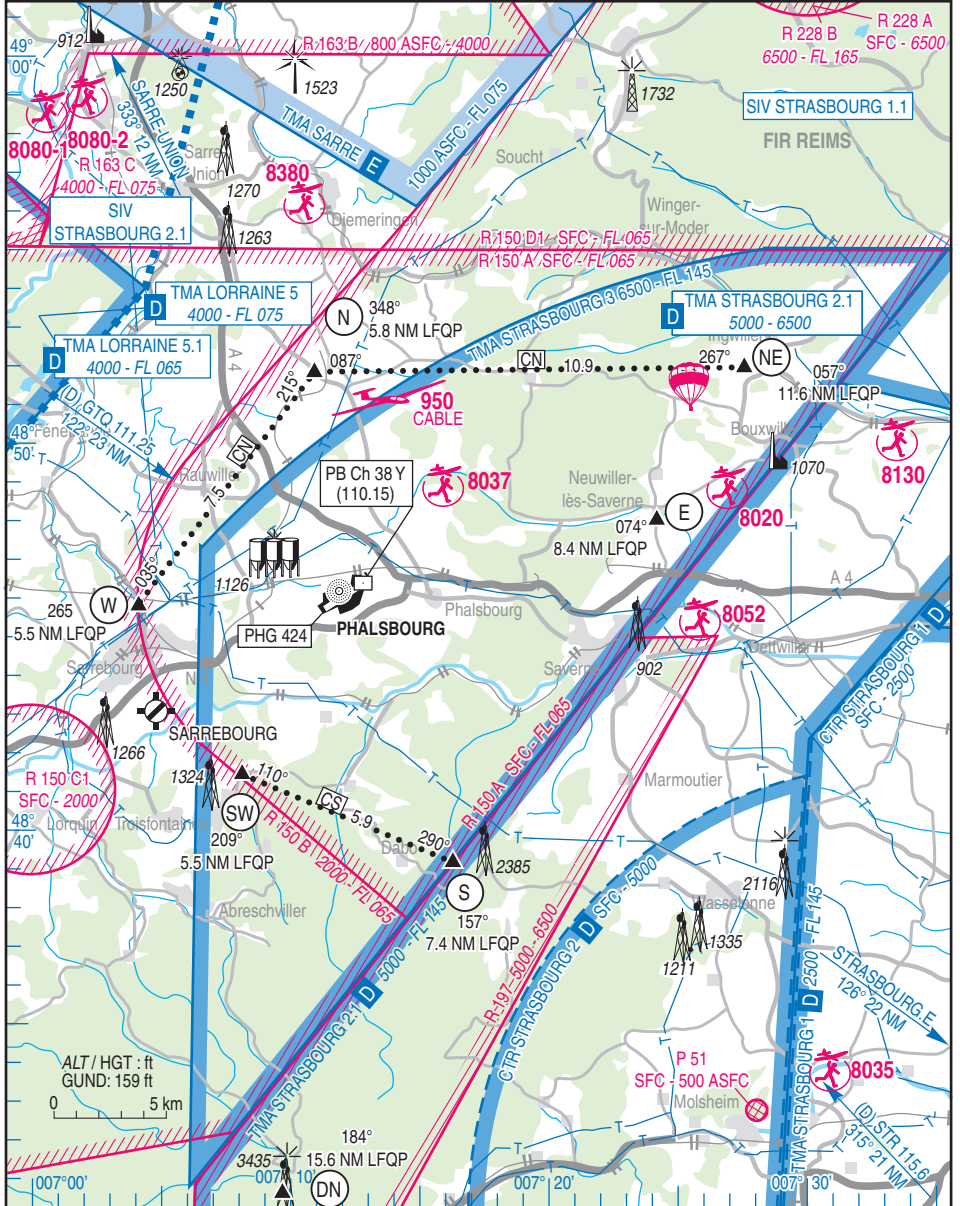 912
49°
00'
R 163 B 800 ASFC - 4000
R 228 A
SFC - 6500
R 228 B
6500 - FL 165
1250
1523
1732
SIV STRASBOURG 1.1
FIR REIMS
SARRE-UNION
333° 12 NM
TMA SARRE E
1000 ASFC - FL 075
8080-1
8080-2
R 163 C
4000 - FL 075
Sarre-
Union
1270
8380
Diemeringen
Soucht
Winger-
sur-Moder
SIV
STRASBOURG 2.1
1263
R 150 D1 SFC - FL 065
R 150 A SFC - FL 065
D
TMA LORRAINE 5
4000 - FL 075
D
TMA LORRAINE 5.1
4000 - FL 065
A 4
N
348°
5.8 NM LFQP
TMA STRASBOURG 3 6500 - FL 145
D
TMA STRASBOURG 2.1
5000 - 6500
Ingwiller
087°
CN
10.9
267°
NE
057°
11.6 NM LFQP
215°
CN
7.5
035°
950
CABLE
(D) GTQ 111.25
122° 23 NM
48°
50'
Rauwiller
PB Ch 38 Y
(110.15)
8037
Neuwiller-
lès-Saverne
Bouxwiller
1070
8130
8020
074°
E
8.4 NM LFQP
1126
PHG 424
PHALSBOURG
Phalsbourg
A 4
W
265
5.5 NM LFQP
Sarrebourg
N 4
8052
Dettwiller
Saverne
902
CTR STRASBOURG 1 D
SFC - 2500
1266
SARREBOURG
R 150 C1
SFC - 2000
Lorquin
Troisfontaines
1324
110°
SW
209°
5.5 NM LFQP
CS
5.9
290°
R 150 B 2000 - FL 065
R 150 A SFC - FL 065
Dabo
2385
S
157°
7.4 NM LFQP
Marmoutier
48°
40'
Abreschviller
2116
Wasselonne
1335
1211
R 197 5000 - 6500
CTR STRASBOURG 2 D SFC - 5000
TMA STRASBOURG 2.1 D 5000 - FL 145
TMA STRASBOURG 1 D 2500 - FL 145
STRASBOURG E
126° 22 NM
ALT / HGT : ft
GUND: 159 ft
0 5 km
P 51
SFC - 500 ASFC
Molsheim
8035
(D) STR 115.6
315° 21 NM
3435
184°
15.6 NM LFQP
DN
007° 00'
007° 10'
007° 20'
007° 30'